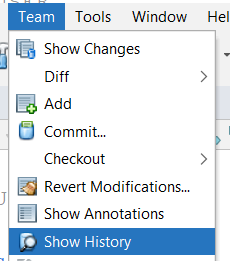 Team Tools Window Hel
Show Changes
Diff
Add
Commit...
Checkout
Revert Modifications...
Show Annotations
Show History